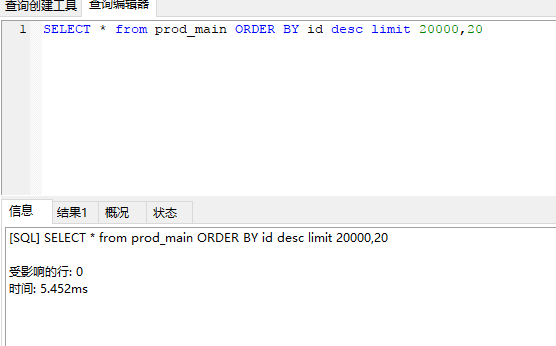 查询创建工具 查询编辑器
1 SELECT * from prod_main ORDER BY id desc limit 20000,20
信息 结果1 概况 状态
[SQL] SELECT * from prod_main ORDER BY id desc limit 20000,20
受影响的行: 0
时间: 5.452ms